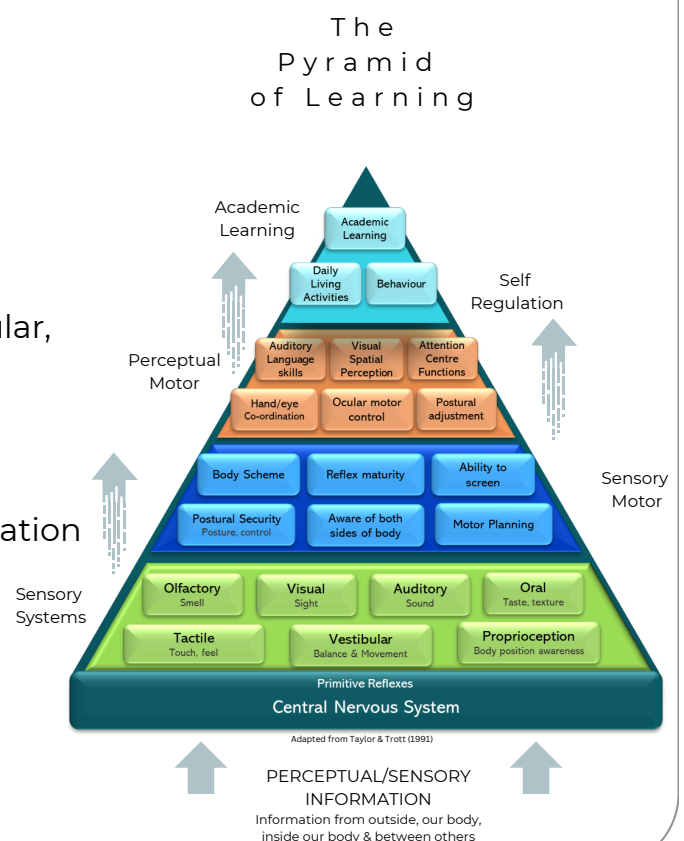 The
Pyramid
of Learning
Academic
Learning
Academic
Learning
Daily
Living
Activities
Behaviour
Self
Regulation
lar,
Auditory
Language
skills
Visual
Spatial
Perception
Attention
Centre
Functions
Perceptual
Motor
Hand/eye
Co-ordination
Ocular motor
control
Postural
adjustment
Body Scheme
Reflex maturity
Ability to
screen
Sensory
Motor
Postural Security
Posture, control
Aware of both
sides of body
Motor Planning
ation
Sensory
Systems
Olfactory
Smell
Visual
Sight
Auditory
Sound
Oral
Taste, texture
Tactile
Touch, feel
Vestibular
Balance & Movement
Proprioception
Body position awareness
Primitive Reflexes
Central Nervous System
Adapted from Taylor & Trott (1991)
PERCEPTUAL/SENSORY
INFORMATION
Information from outside, our body,
inside our body & between others